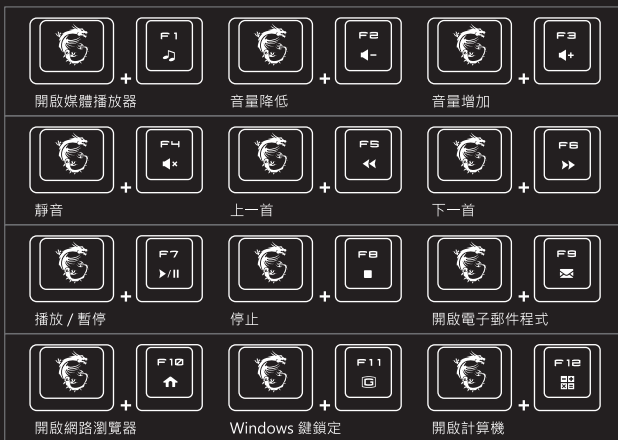 + F1
+ F2
+ F3
開啟媒體播放器
音量降低
音量增加
+ F4
+ F5
+ F6
靜音
上一首
下一首
+ F7
+ F8
+ F9
播放 / 暫停
停止
開啟電子郵件程式
+ F10
+ F11
G
+ F12
開啟網路瀏覽器
Windows 鍵鎖定
開啟計算機